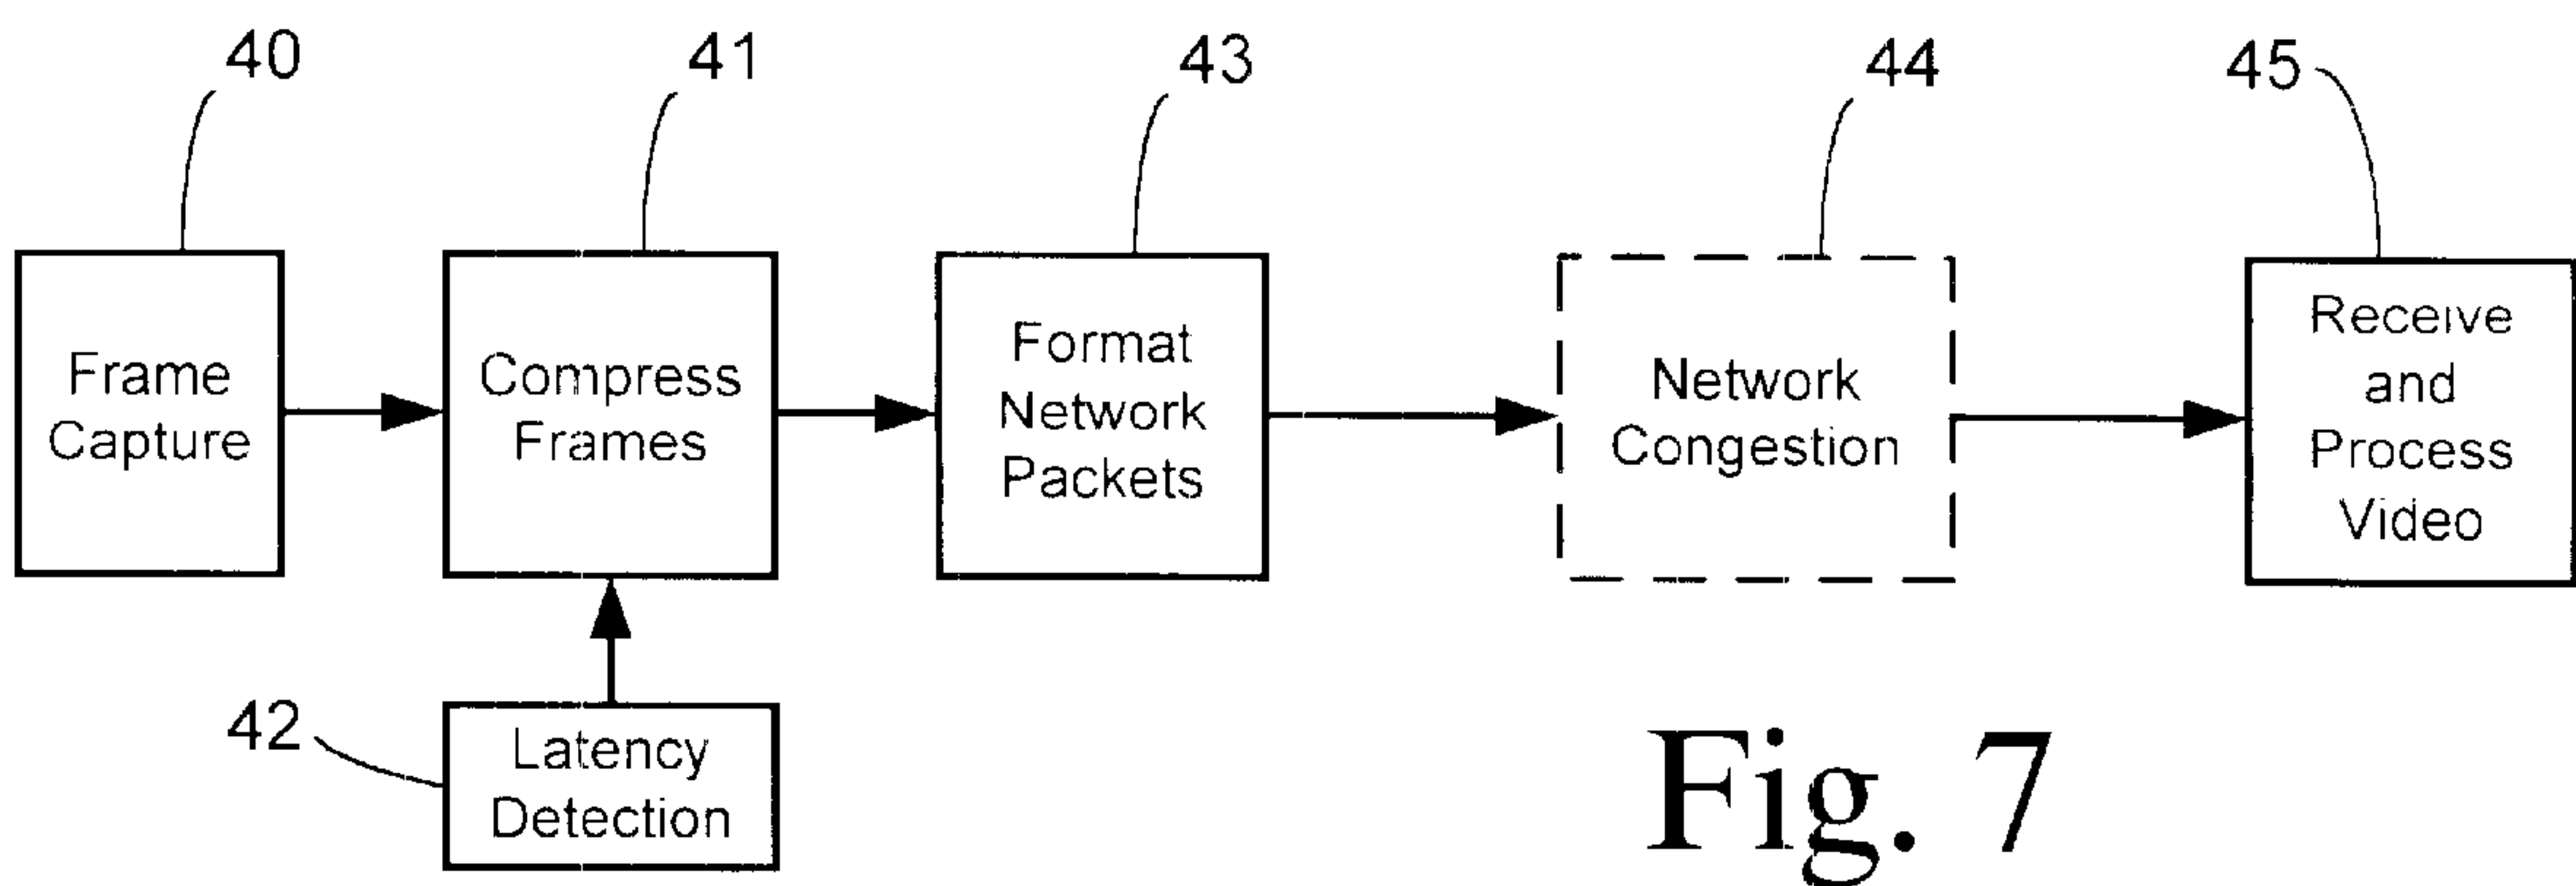 40
41
43
44
45
Frame
Capture
Compress
Frames
Format
Network
Packets
Network
Congestion
Receive
and
Process
Video
42
Latency
Detection
Fig. 7